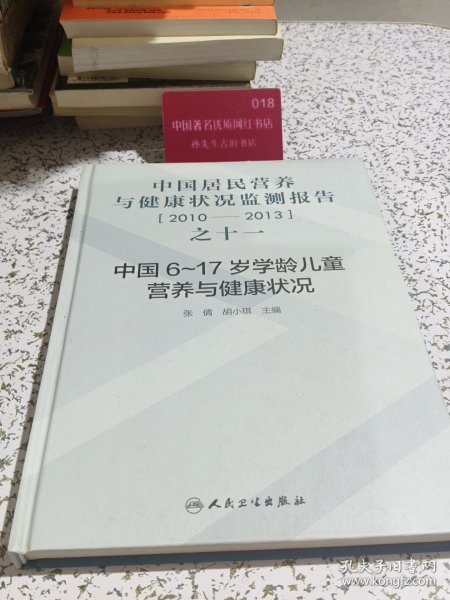 018
中国著名优质网红书店
孙先生古旧书店
中国居民营养
与健康状况监测报告
[2010——2013]
之十一
中国6~17岁学龄儿童
营养与健康状况
张倩 胡小琪 主编
人民卫生出版社
孔夫子旧书网
www.kongfz.com